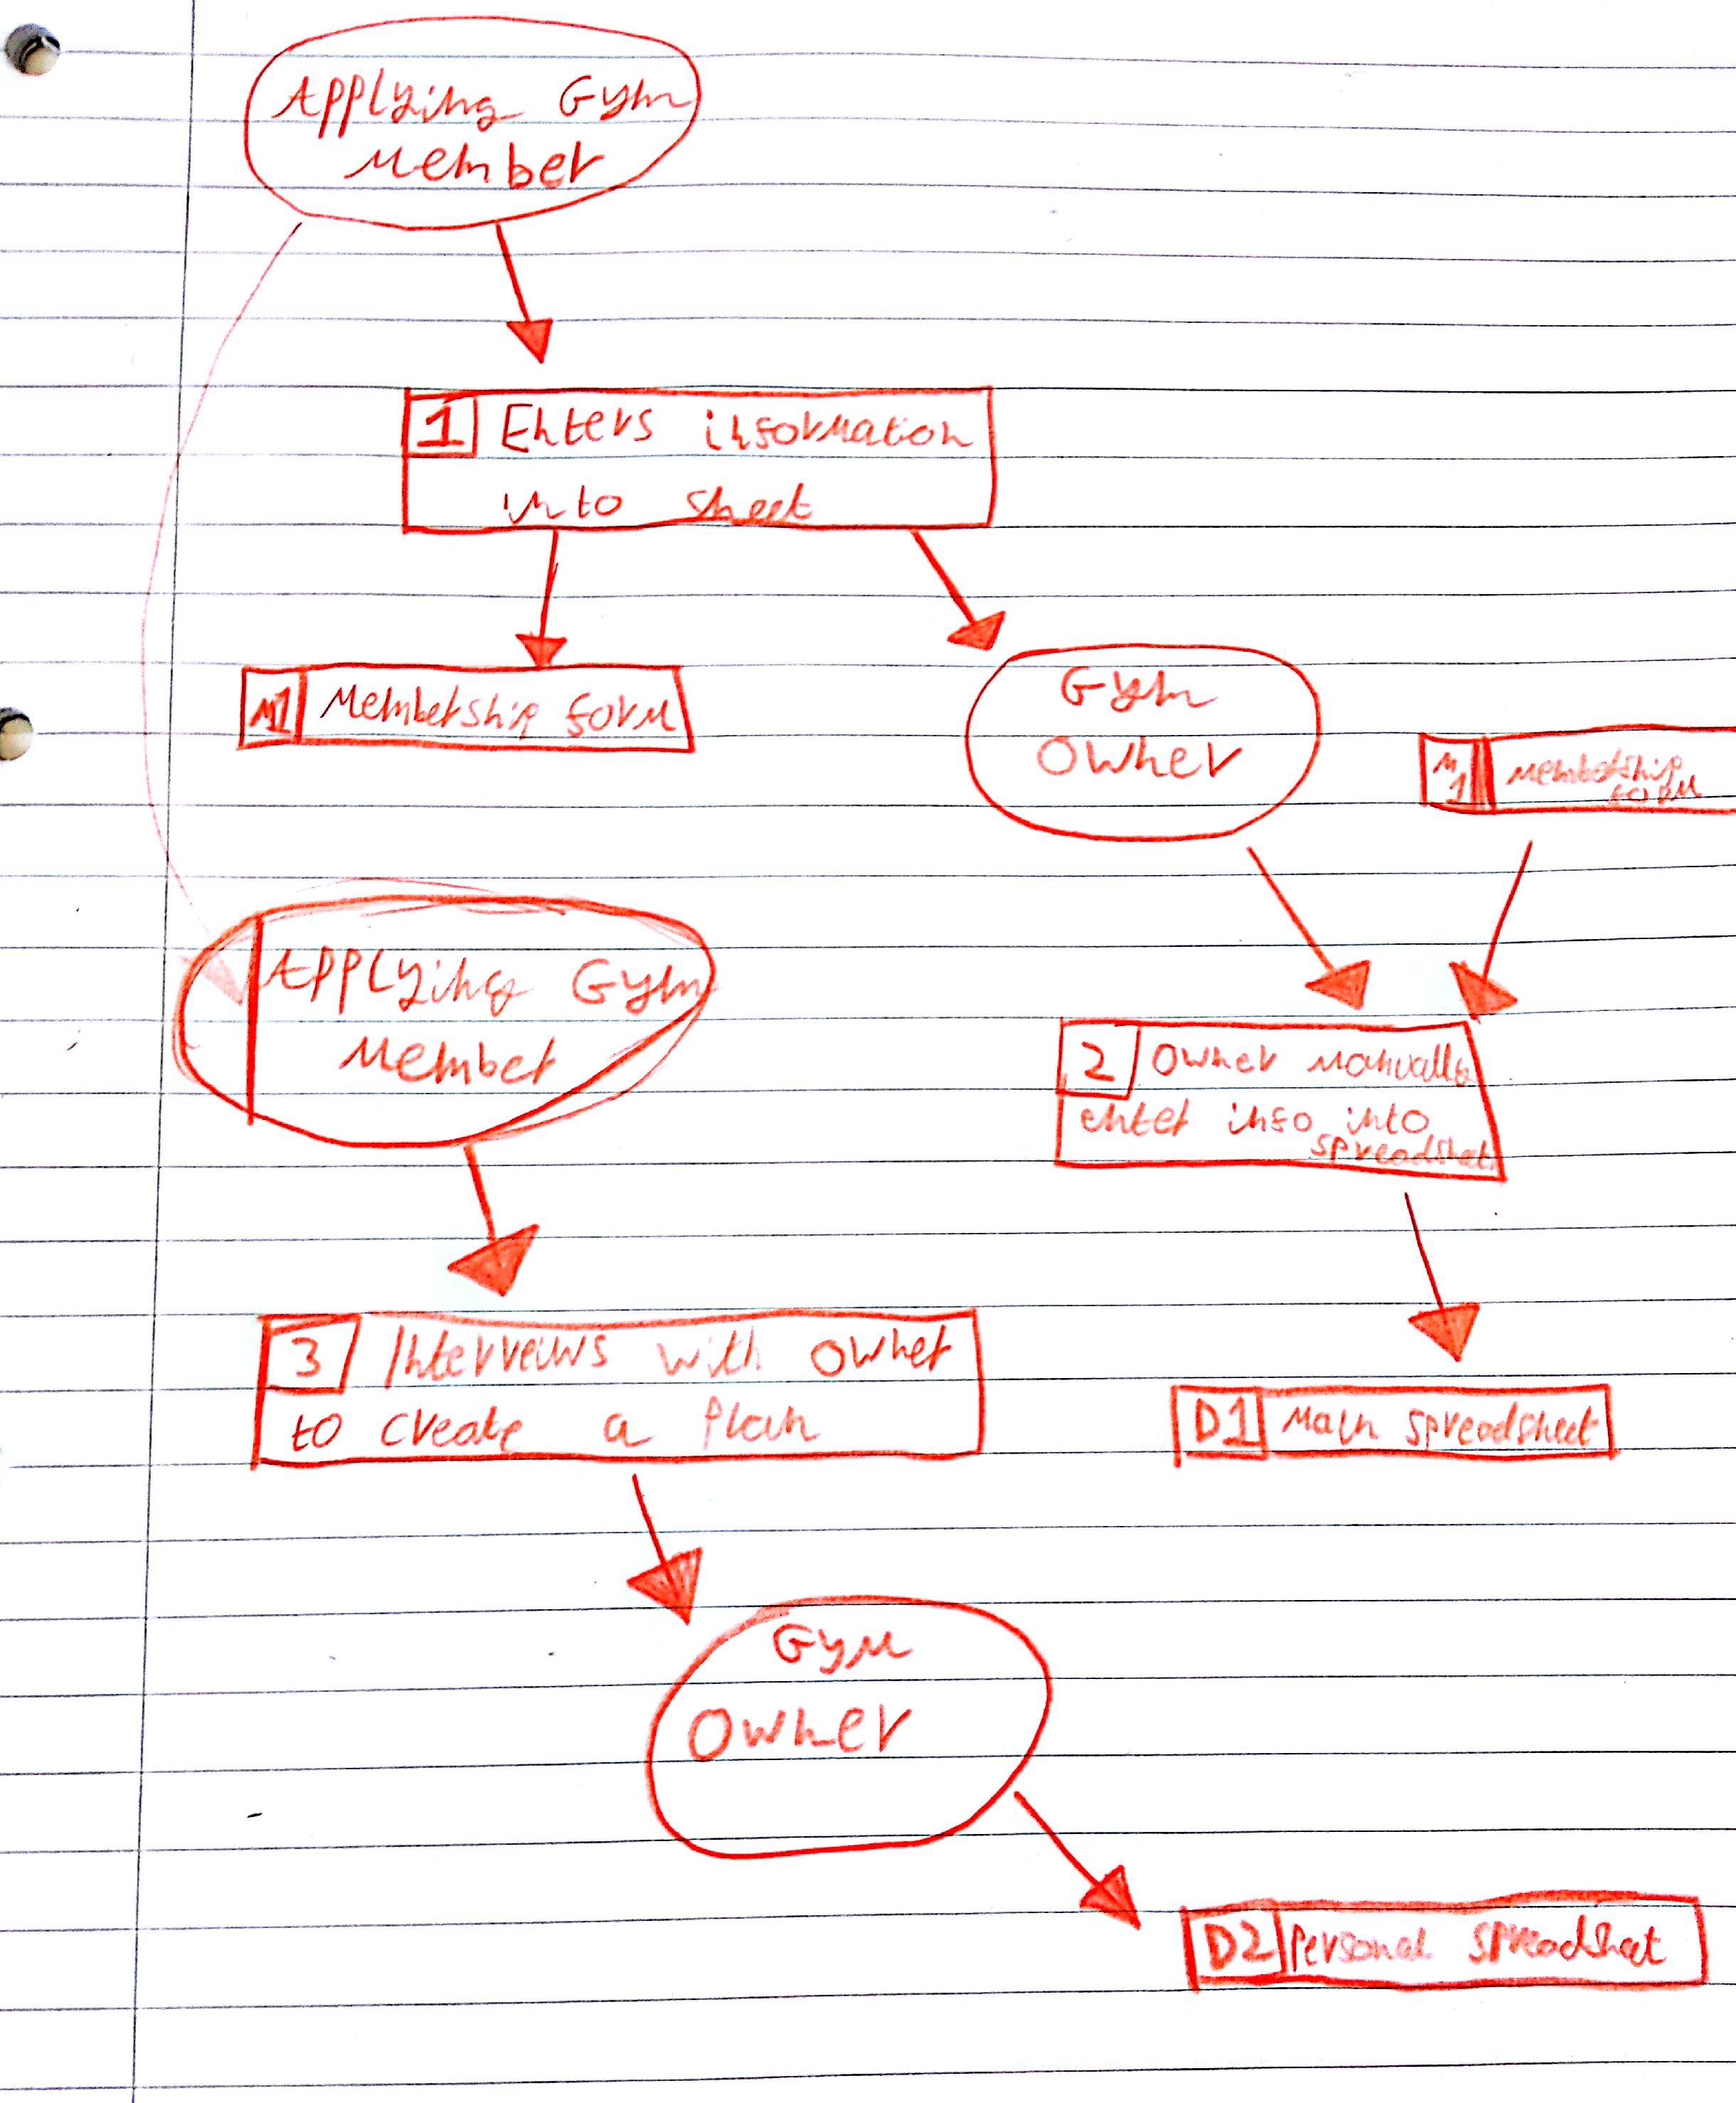 Applying Gym
Member
1 Enters information
into sheet
M1 Membership form
Gym
Owner
M
1 Membership
form
Applying Gym
Member
2 Owner manually
enter info into
spreadsheet
3 Interveiws with owner
to create a plan
D1 Main spreadsheet
Gym
Owner
D2 Personal spreadsheet